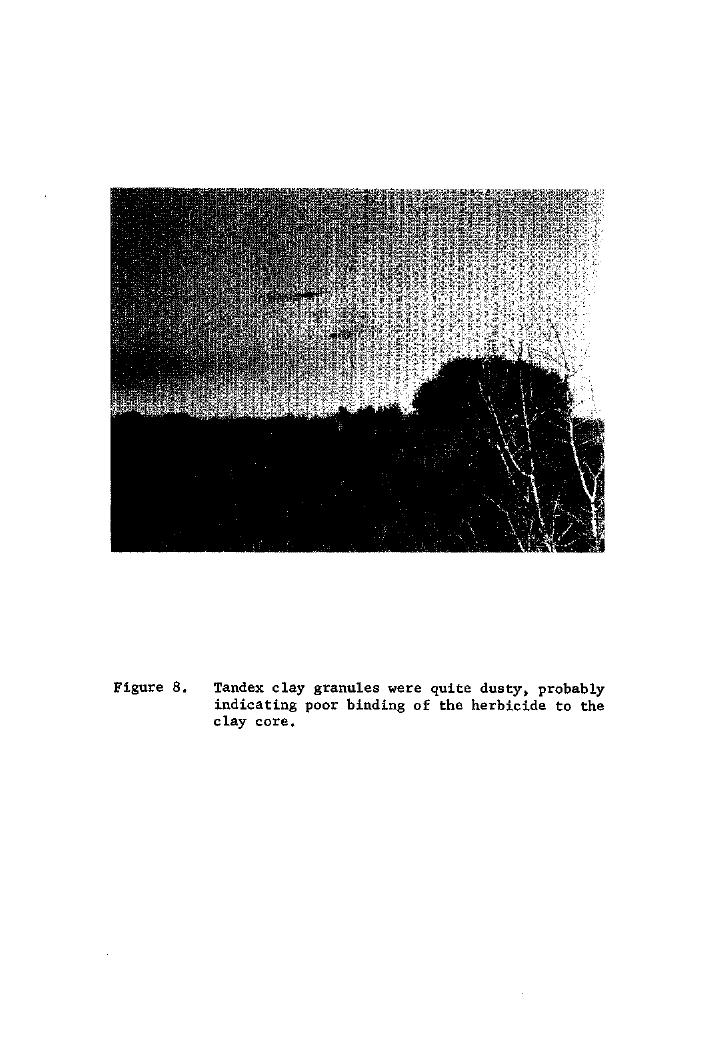 Figure 8. Tandex clay granules were quite dusty, probably
indicating poor binding of the herbicide to the
clay core.